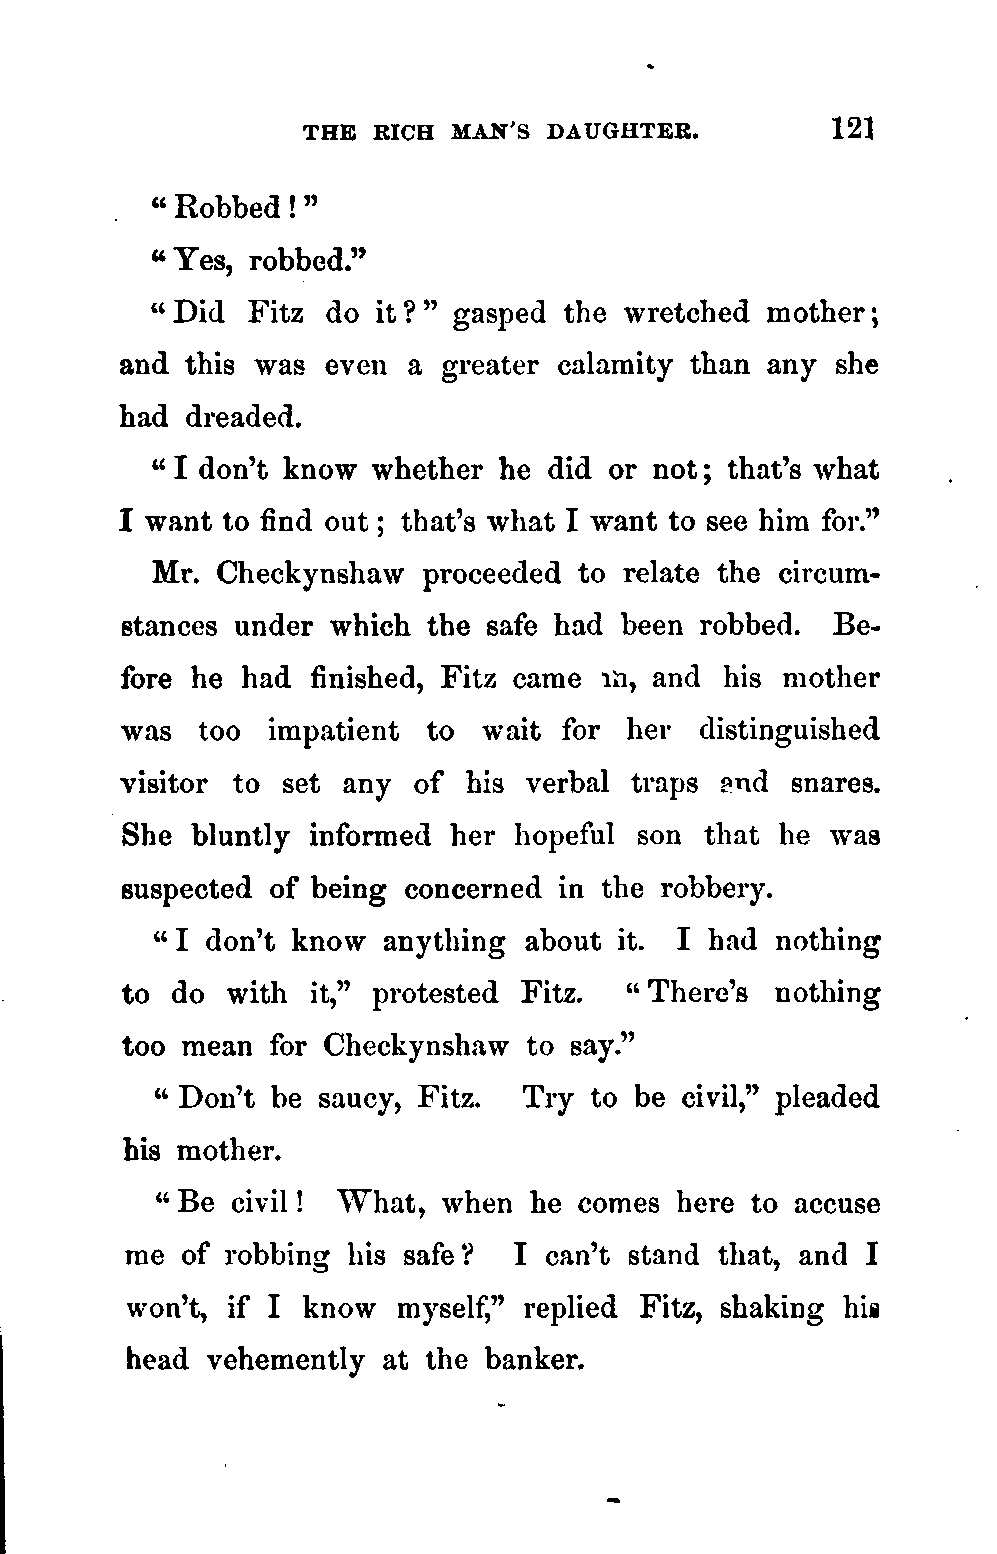 THE RICH MAN'S DAUGHTER. 121
“Robbed!”
“Yes, robbed.”
“Did Fitz do it?” gasped the wretched mother;
and this was even a greater calamity than any she
had dreaded.
“I don't know whether he did or not; that's what
I want to find out; that's what I want to see him for.”
Mr. Checkynshaw proceeded to relate the circum-
stances under which the safe had been robbed. Be-
fore he had finished, Fitz came in, and his mother
was too impatient to wait for her distinguished
visitor to set any of his verbal traps and snares.
She bluntly informed her hopeful son that he was
suspected of being concerned in the robbery.
“I don't know anything about it. I had nothing
to do with it,” protested Fitz. “There's nothing
too mean for Checkynshaw to say.”
“Don't be saucy, Fitz. Try to be civil,” pleaded
his mother.
“Be civil! What, when he comes here to accuse
me of robbing his safe? I can't stand that, and I
won't, if I know myself,” replied Fitz, shaking his
head vehemently at the banker.